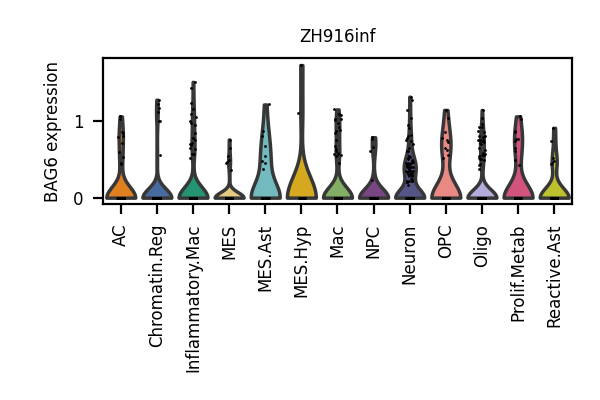 ZH916inf
BAG6 expression
1
0
AC
Chromatin.Reg
Inflammatory.Mac
MES
MES.Ast
MES.Hyp
Mac
NPC
Neuron
OPC
Oligo
Prolif.Metab
Reactive.Ast